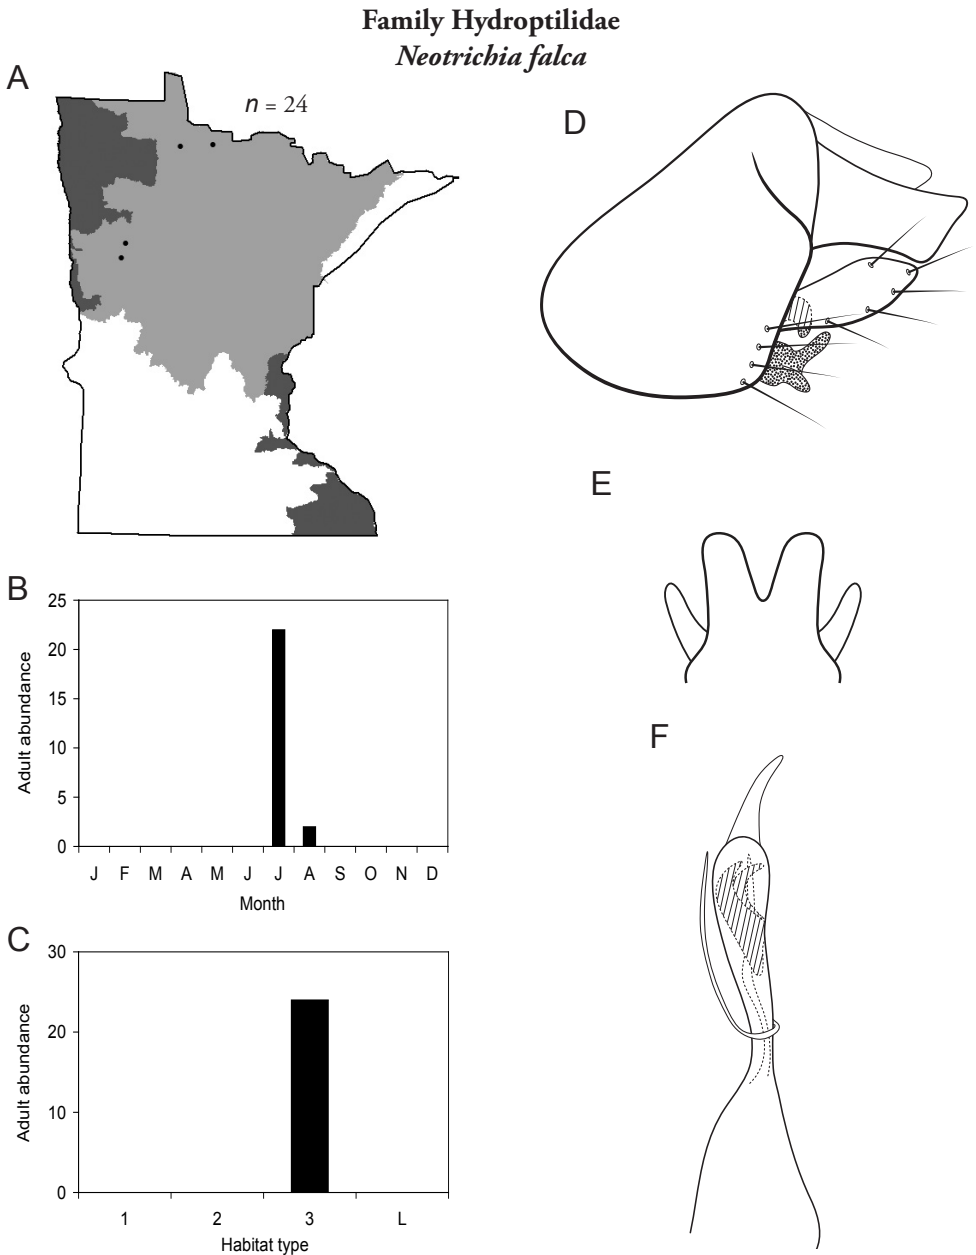 Family Hydroptilidae
Neotrichia falca
A
n = 24
B
25
20
15
10
5
0
Adult abundance
J F M A M J J A S O N D
Month
C
30
20
10
0
Adult abundance
1 2 3 L
Habitat type
D
E
F